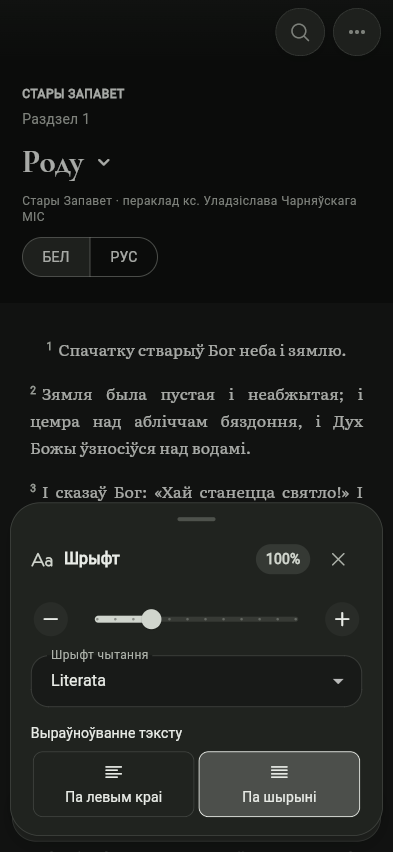 СТАРЫ ЗАПАВЕТ
Раздзел 1
Роду
Стары Запавет · пераклад кс. Уладзіслава Чарняўскага
МІС
БЕЛ РУС
1 Спачатку стварыў Бог неба і зямлю.
2 Зямля была пустая і неабжытая; і
цемра над абліччам бяздоння, і Дух
Божы ўзносіўся над водамі.
3 І сказаў Бог: «Хай станецца святло!» І
Aa Шрыфт 100%
Шрыфт чытання
Literata
Выраўноўванне тэксту
Па левым краі Па шырыні